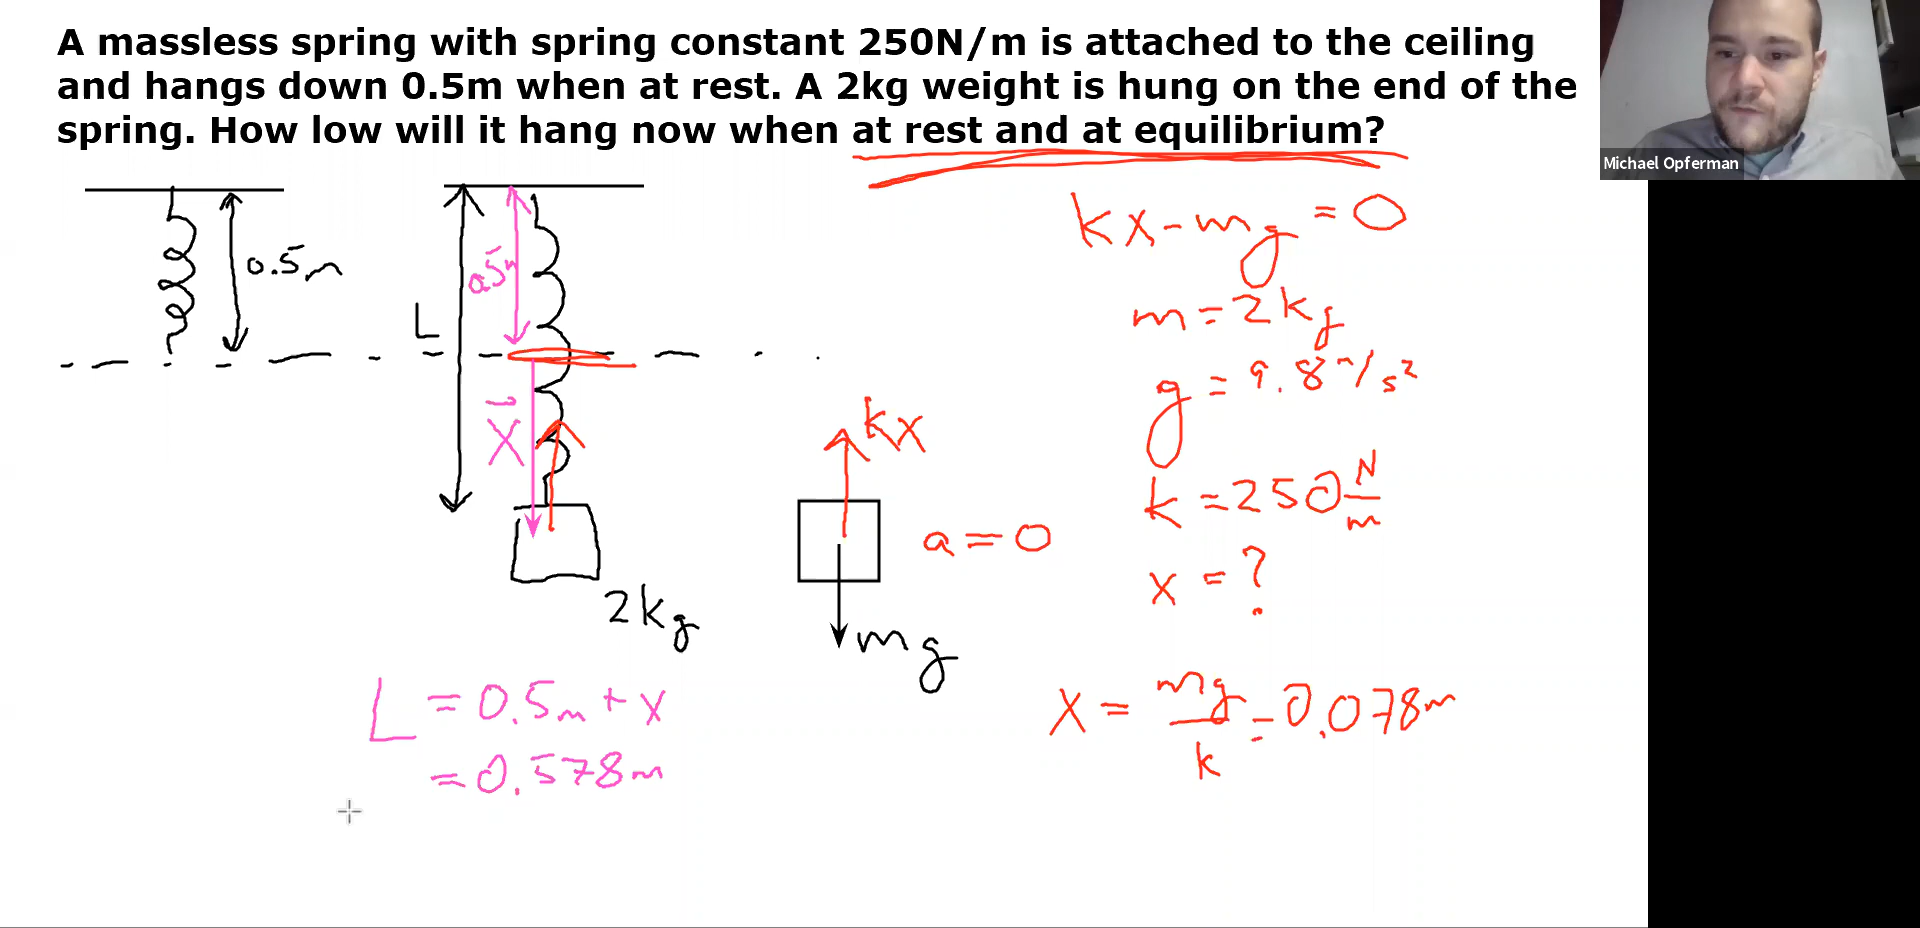 A massless spring with spring constant 250N/m is attached to the ceiling
and hangs down 0.5m when at rest. A 2kg weight is hung on the end of the
spring. How low will it hang now when at rest and at equilibrium?
Michael Opferman
0.5m
L
0.5m
x
2kg
kx
a = 0
mg
kx - mg = 0
m = 2kg
g = 9.8 m/s²
k = 250 N/m
x = ?
L = 0.5m + x
= 0.578m
x = mg/k = 0.078m